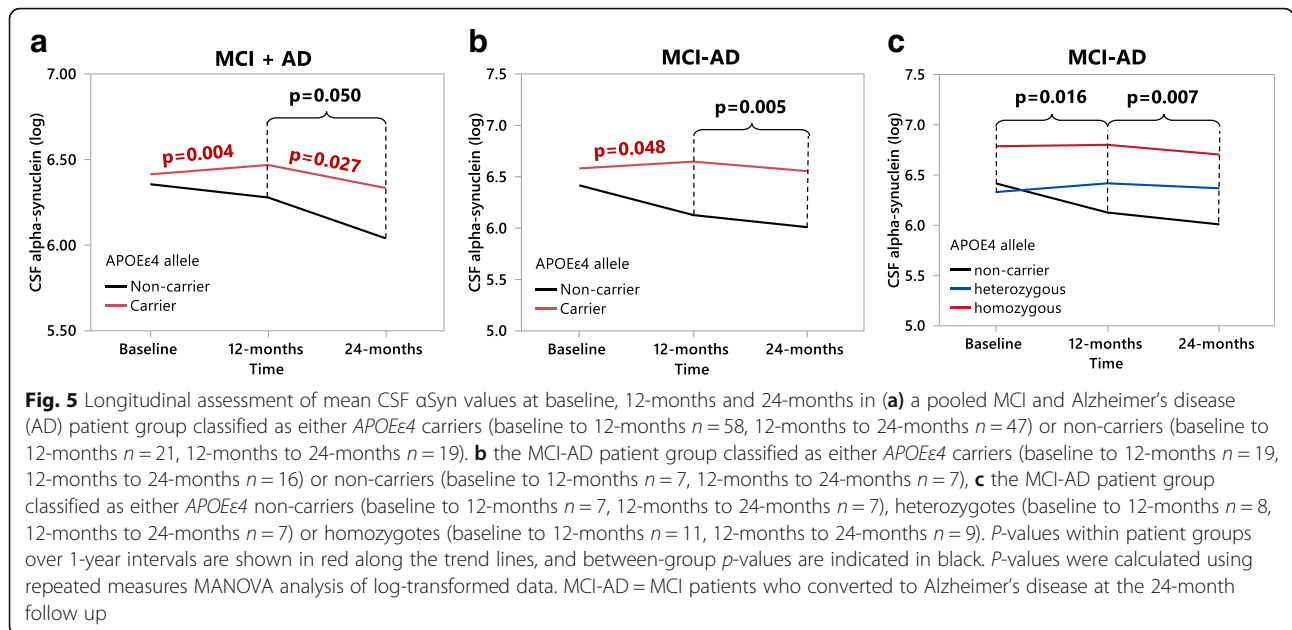 a
MCI + AD
7.00
6.50
6.00
5.50
CSF alpha-synuclein (log)
p=0.050
p=0.004
p=0.027
APOEε4 allele
Non-carrier
Carrier
Baseline
12-months
24-months
Time
b
MCI-AD
7.5
7.0
6.5
6.0
5.5
5.0
CSF alpha-synuclein (log)
p=0.005
p=0.048
APOEε4 allele
Non-carrier
Carrier
Baseline
12-months
24-months
Time
c
MCI-AD
7.5
7.0
6.5
6.0
5.5
5.0
CSF alpha-synuclein (log)
p=0.016
p=0.007
APOE4 allele
non-carrier
heterozygous
homozygous
Baseline
12-months
24-months
Time
Fig. 5 Longitudinal assessment of mean CSF αSyn values at baseline, 12-months and 24-months in (a) a pooled MCI and Alzheimer's disease
(AD) patient group classified as either APOEε4 carriers (baseline to 12-months n = 58, 12-months to 24-months n = 47) or non-carriers (baseline to
12-months n = 21, 12-months to 24-months n = 19). b the MCI-AD patient group classified as either APOEε4 carriers (baseline to 12-months n = 19,
12-months to 24-months n = 16) or non-carriers (baseline to 12-months n = 7, 12-months to 24-months n = 7), c the MCI-AD patient group
classified as either APOEε4 non-carriers (baseline to 12-months n = 7, 12-months to 24-months n = 7), heterozygotes (baseline to 12-months n = 8,
12-months to 24-months n = 7) or homozygotes (baseline to 12-months n = 11, 12-months to 24-months n = 9). P-values within patient groups
over 1-year intervals are shown in red along the trend lines, and between-group p-values are indicated in black. P-values were calculated using
repeated measures MANOVA analysis of log-transformed data. MCI-AD = MCI patients who converted to Alzheimer's disease at the 24-month
follow up